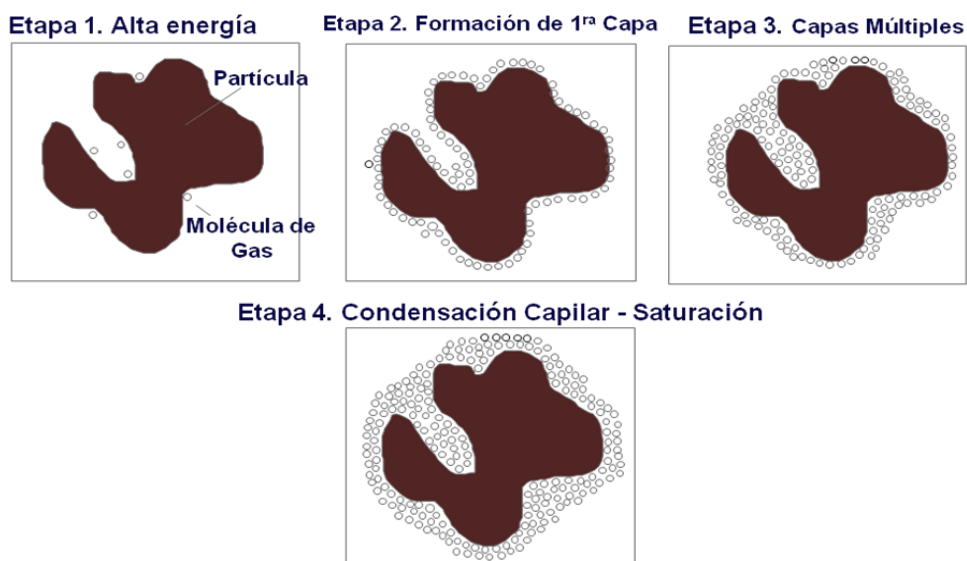 Etapa 1. Alta energía
Etapa 2. Formación de 1ra Capa
Etapa 3. Capas Múltiples
Partícula
Molécula de
Gas
Etapa 4. Condensación Capilar - Saturación